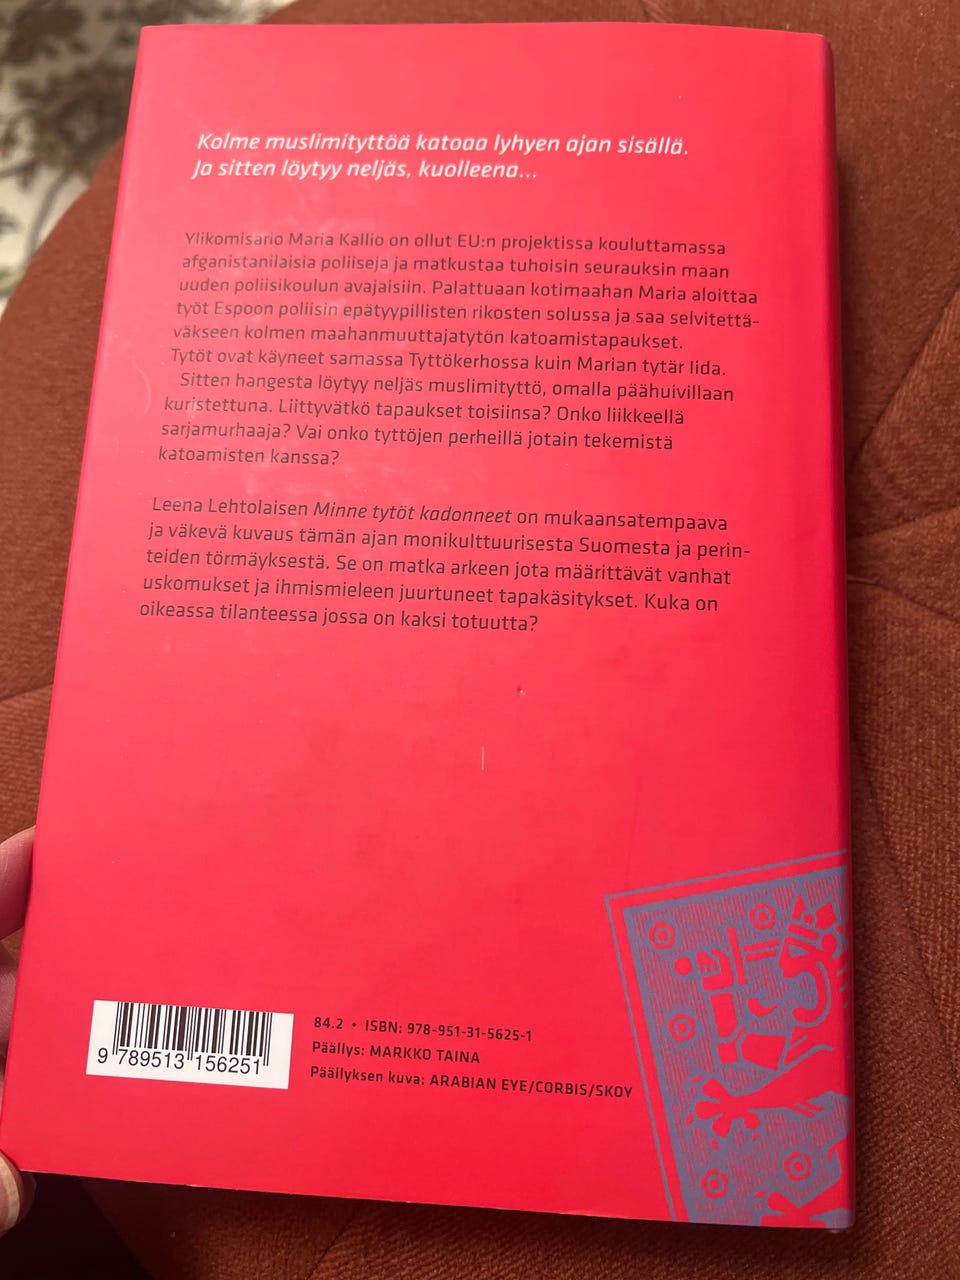 Kolme muslimityttöä katoaa lyhyen ajan sisällä.
Ja sitten löytyy neljäs, kuolleena...
Ylikomisario Maria Kallio on ollut EU:n projektissa kouluttamassa
afganistanilaisia poliiseja ja matkustaa tuhoisin seurauksin maan
uuden poliisikoulun avajaisiin. Palattuaan kotimaahan Maria aloittaa
työt Espoon poliisin epätyypillisten rikosten solussa ja saa selvitettä-
väkseen kolmen maahanmuuttajatytön katoamistapaukset.
Tytöt ovat käyneet samassa Tyttökerhossa kuin Marian tytär Iida.
Sitten hangesta löytyy neljäs muslimityttö, omalla päähuivillaan
kuristettuna. Liittyvätkö tapaukset toisiinsa? Onko liikkeellä
sarjamurhaaja? Vai onko tyttöjen perheillä jotain tekemistä
katoamisten kanssa?
Leena Lehtolaisen Minne tytöt kadonneet on mukaansatempaava
ja väkevä kuvaus tämän ajan monikulttuurisesta Suomesta ja perin-
teiden törmäyksestä. Se on matka arkeen jota määrittävät vanhat
uskomukset ja ihmismieleen juurtuneet tapakäsitykset. Kuka on
oikeassa tilanteessa jossa on kaksi totuutta?
84.2 • ISBN: 978-951-31-5625-1
Päällys: MARKKO TAINA
Päällyksen kuva: ARABIAN EYE/CORBIS/SKOY
9 789513 156251